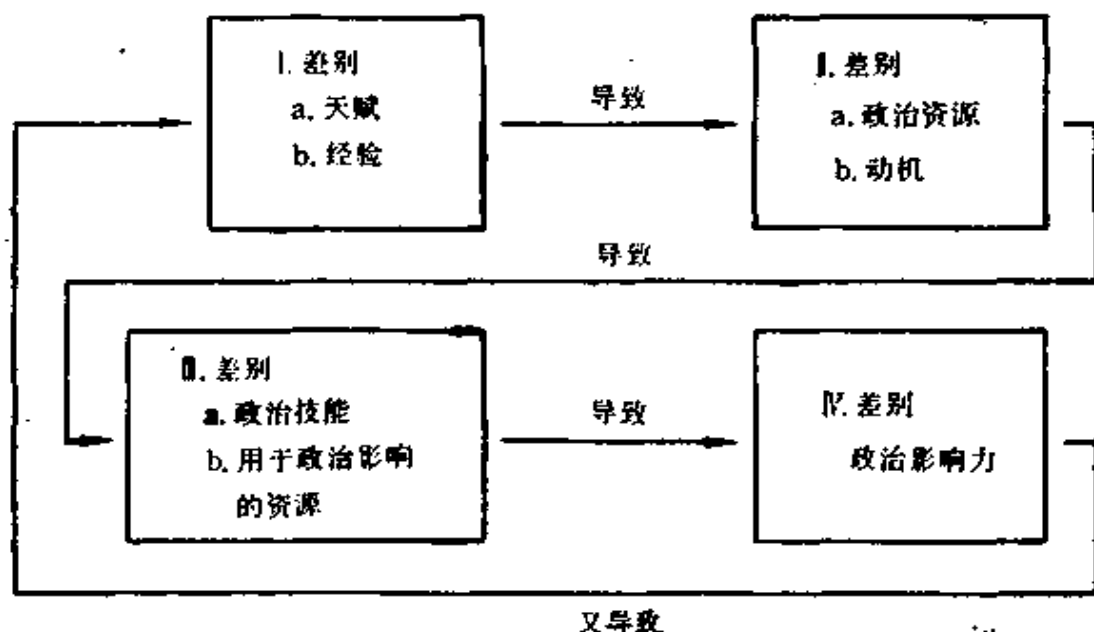 Ⅰ. 差别
a. 天赋
b. 经验
导致
Ⅱ. 差别
a. 政治资源
b. 动机
导致
Ⅲ. 差别
a. 政治技能
b. 用于政治影响
的资源
导致
Ⅳ. 差别
政治影响力
又导致